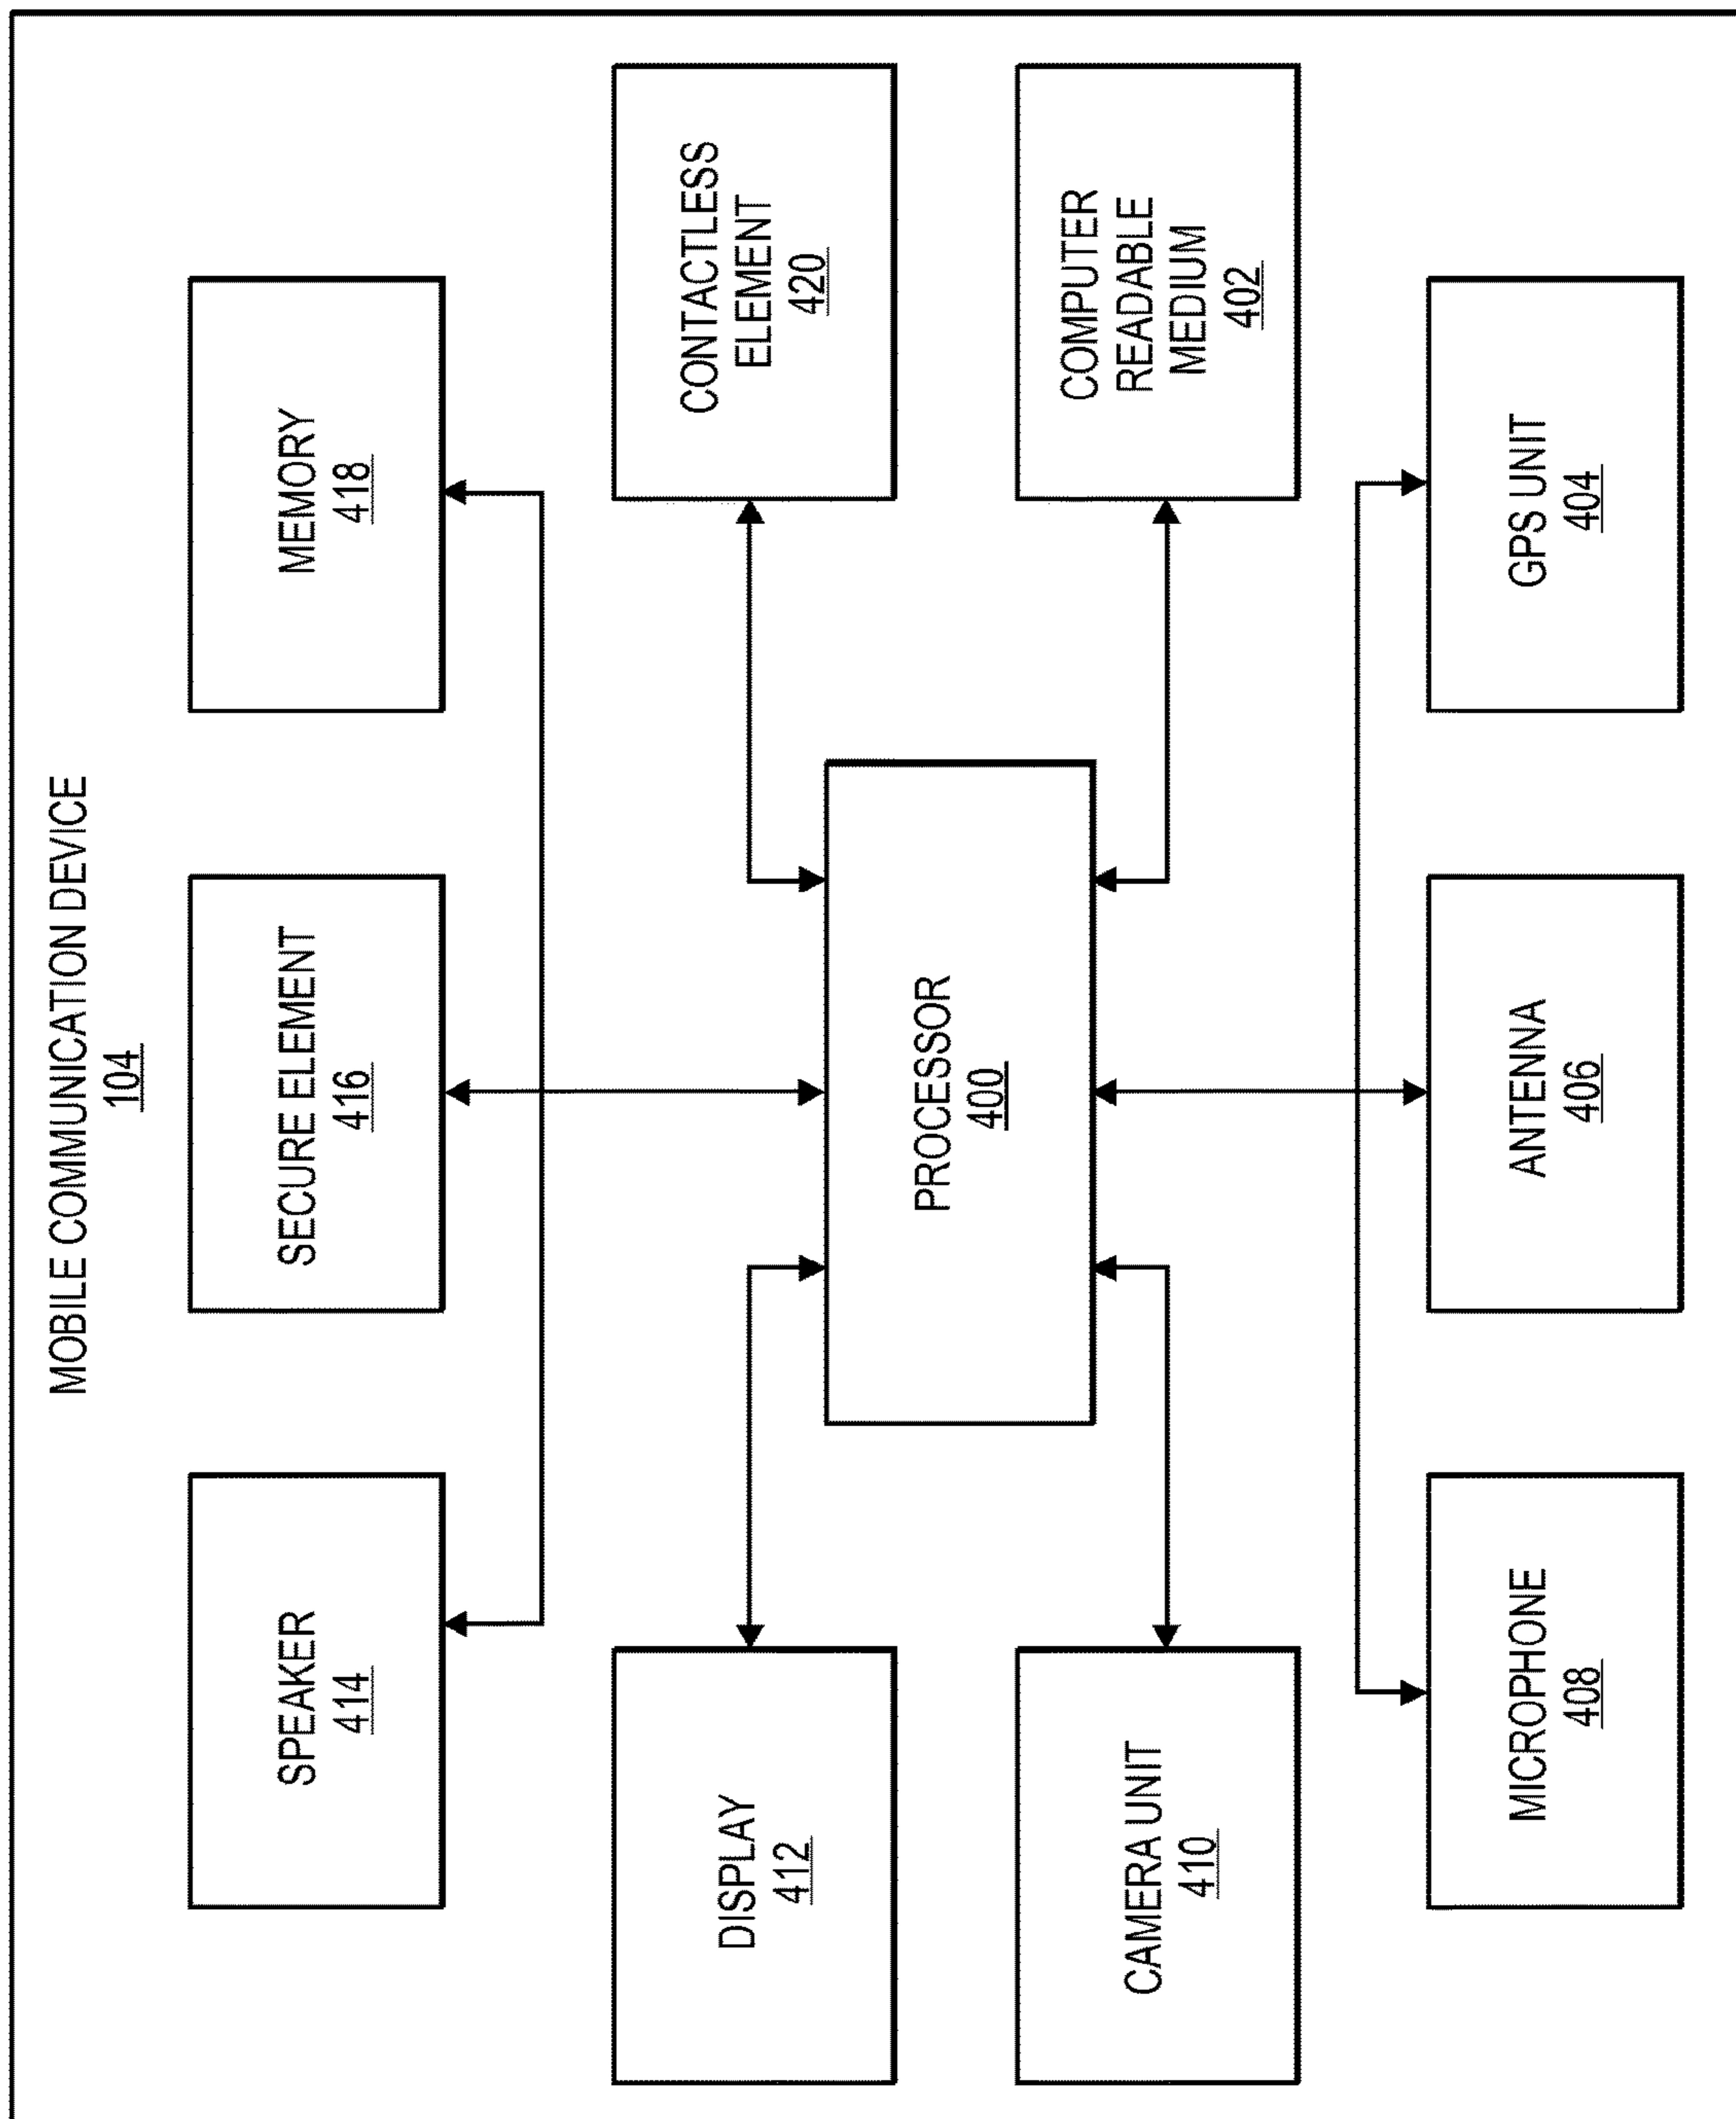 MOBILE COMMUNICATION DEVICE
104
SPEAKER
414
SECURE ELEMENT
416
MEMORY
418
DISPLAY
412
CONTACTLESS
ELEMENT
420
PROCESSOR
400
CAMERA UNIT
410
COMPUTER
READABLE
MEDIUM
402
MICROPHONE
408
ANTENNA
406
GPS UNIT
404